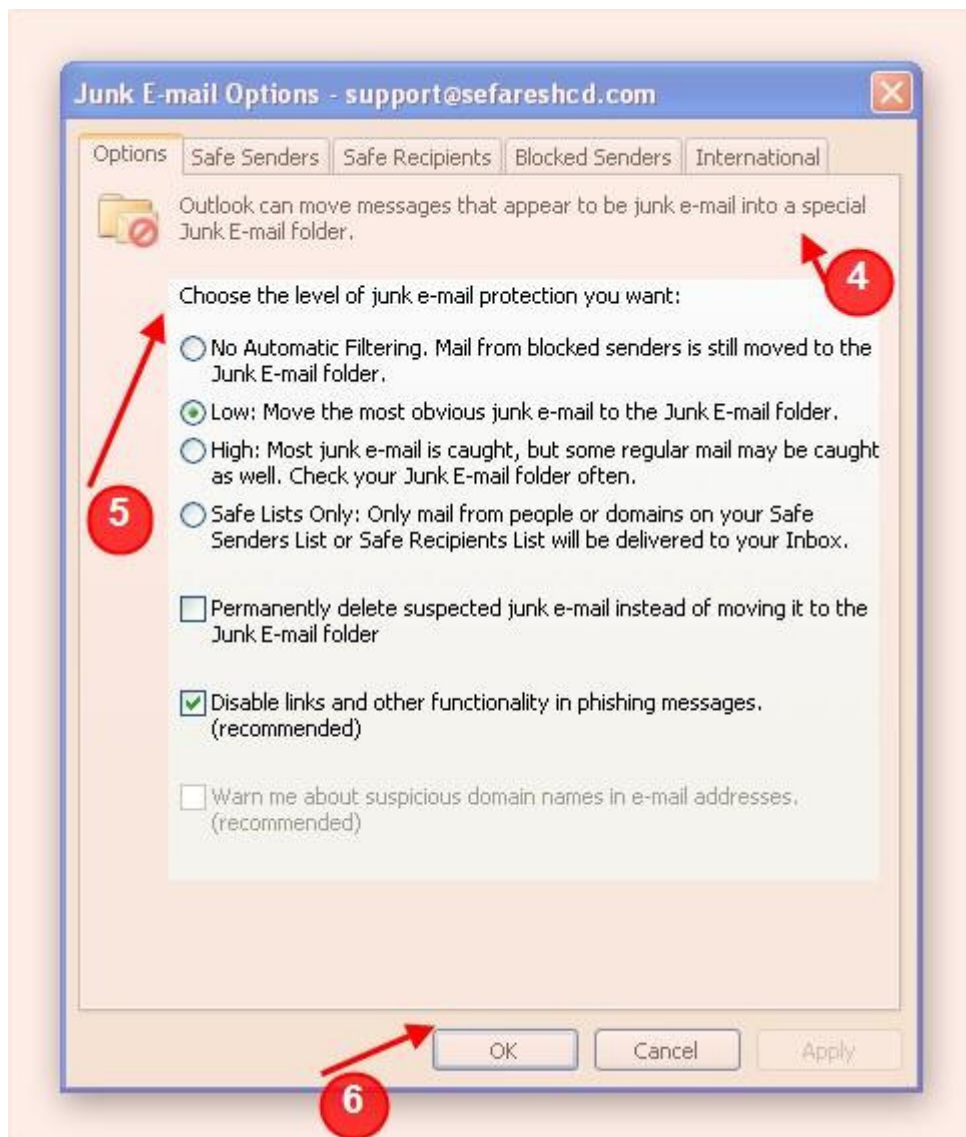 Junk E-mail Options - support@sefareshcd.com
Options Safe Senders Safe Recipients Blocked Senders International
Outlook can move messages that appear to be junk e-mail into a special
Junk E-mail folder.
4
Choose the level of junk e-mail protection you want:
No Automatic Filtering. Mail from blocked senders is still moved to the
Junk E-mail folder.
Low: Move the most obvious junk e-mail to the Junk E-mail folder.
High: Most junk e-mail is caught, but some regular mail may be caught
as well. Check your Junk E-mail folder often.
5
Safe Lists Only: Only mail from people or domains on your Safe
Senders List or Safe Recipients List will be delivered to your Inbox.
Permanently delete suspected junk e-mail instead of moving it to the
Junk E-mail folder
Disable links and other functionality in phishing messages.
(recommended)
Warn me about suspicious domain names in e-mail addresses.
(recommended)
OK Cancel Apply
6